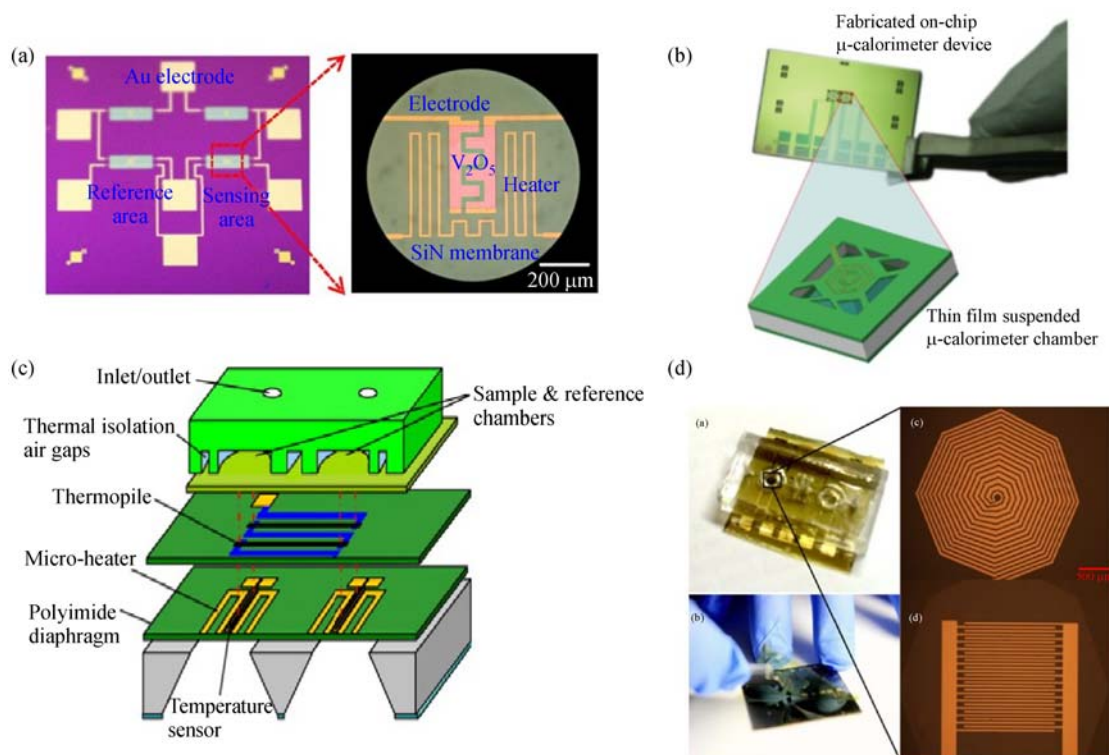 (a)
Au electrode
Reference
area
Sensing
area
Electrode
V₂O₅
Heater
SiN membrane
200 μm
(b)
Fabricated on-chip
μ-calorimeter device
Thin film suspended
μ-calorimeter chamber
(c)
Inlet/outlet
Sample & reference
chambers
Thermal isolation
air gaps
Thermopile
Micro-heater
Polyimide
diaphragm
Temperature
sensor
(d)
(a)
(c)
500 μm
(b)
(d)